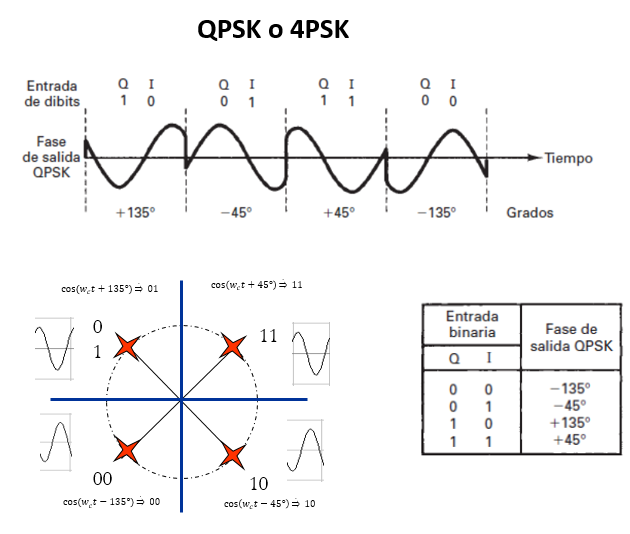 QPSK o 4PSK
Entrada
de dibits
Q I
1 0
Q I
0 1
Q I
1 1
Q I
0 0
Fase
de salida
QPSK
Tiempo
+135°
−45°
+45°
−135°
Grados
cos(w_c t + 135°) ⇒ 01
cos(w_c t + 45°) ⇒ 11
0
1
11
00
10
cos(w_c t − 135°) ⇒ 00
cos(w_c t − 45°) ⇒ 10
Entrada
binaria
Fase de
salida QPSK
Q I
0 0 −135°
0 1 −45°
1 0 +135°
1 1 +45°